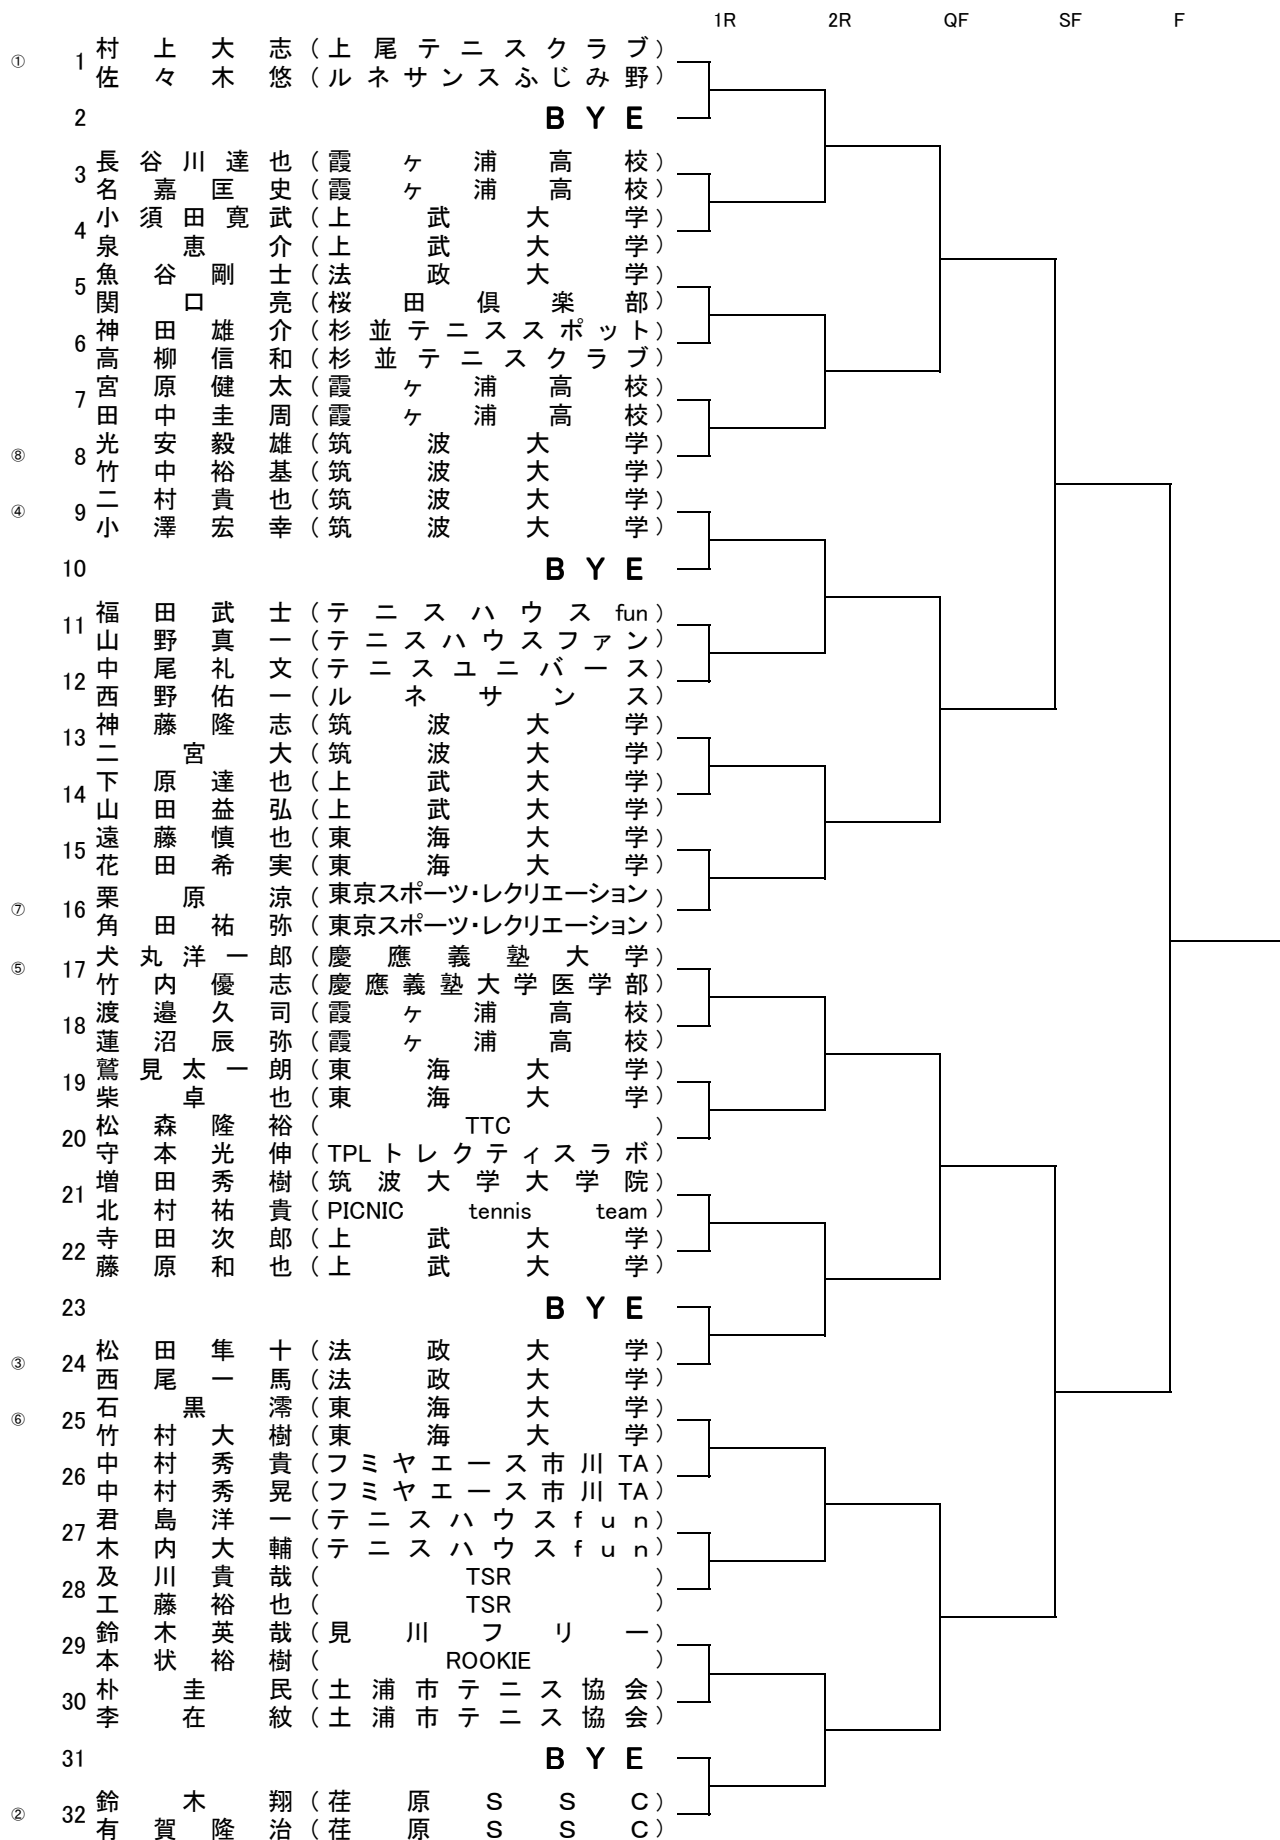 1R 2R QF SF F
① 1 村上大志(上尾テニスクラブ)
佐々木悠(ルネサンスふじみ野)
2 BYE
3 長谷川達也(霞ヶ浦高校)
名嘉匡史(霞ヶ浦高校)
4 小須田寛武(上武大学)
泉恵介(上武大学)
5 魚谷剛士(法政大学)
関口亮(桜田倶楽部)
6 神田雄介(杉並テニススポット)
高柳信和(杉並テニスクラブ)
7 宮原健太(霞ヶ浦高校)
田中圭周(霞ヶ浦高校)
⑧ 8 光安毅雄(筑波大学)
竹中裕基(筑波大学)
④ 9 二村貴也(筑波大学)
小澤宏幸(筑波大学)
10 BYE
11 福田武士(テニスハウスfun)
山野真一(テニスハウスファン)
12 中尾礼文(テニスユニバース)
西野佑一(ルネサンス)
13 神藤隆志(筑波大学)
二宮大(筑波大学)
14 下原達也(上武大学)
山田益弘(上武大学)
15 遠藤慎也(東海大学)
花田希実(東海大学)
⑦ 16 栗原涼(東京スポーツ・レクリエーション)
角田祐弥(東京スポーツ・レクリエーション)
⑤ 17 犬丸洋一郎(慶應義塾大学)
竹内優志(慶應義塾大学医学部)
18 渡邉久司(霞ヶ浦高校)
蓮沼辰弥(霞ヶ浦高校)
19 鷲見太一朗(東海大学)
柴卓也(東海大学)
20 松森隆裕(TTC)
守本光伸(TPLトレクティスラボ)
21 増田秀樹(筑波大学大学院)
北村祐貴(PICNIC tennis team)
22 寺田次郎(上武大学)
藤原和也(上武大学)
23 BYE
③ 24 松田隼十(法政大学)
西尾一馬(法政大学)
⑥ 25 石黒澪(東海大学)
竹村大樹(東海大学)
26 中村秀貴(フミヤエース市川TA)
中村秀晃(フミヤエース市川TA)
27 君島洋一(テニスハウスfun)
木内大輔(テニスハウスfun)
28 及川貴哉(TSR)
工藤裕也(TSR)
29 鈴木英哉(見川フリー)
本状裕樹(ROOKIE)
30 朴圭民(土浦市テニス協会)
李在紋(土浦市テニス協会)
31 BYE
② 32 鈴木翔(荏原SSC)
有賀隆治(荏原SSC)